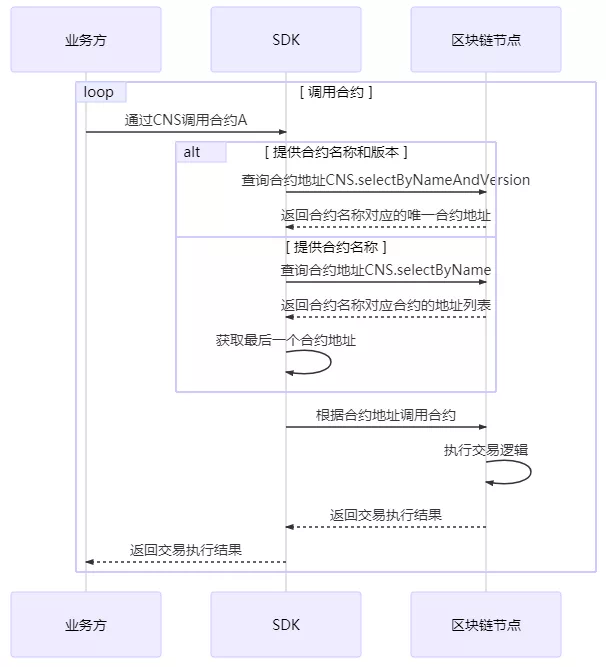 业务方
SDK
区块链节点
loop
[ 调用合约 ]
通过CNS调用合约A
alt
[ 提供合约名称和版本 ]
查询合约地址CNS.selectByNameAndVersion
返回合约名称对应的唯一合约地址
[ 提供合约名称 ]
查询合约地址CNS.selectByName
返回合约名称对应合约的地址列表
获取最后一个合约地址
根据合约地址调用合约
执行交易逻辑
返回交易执行结果
返回交易执行结果
业务方
SDK
区块链节点